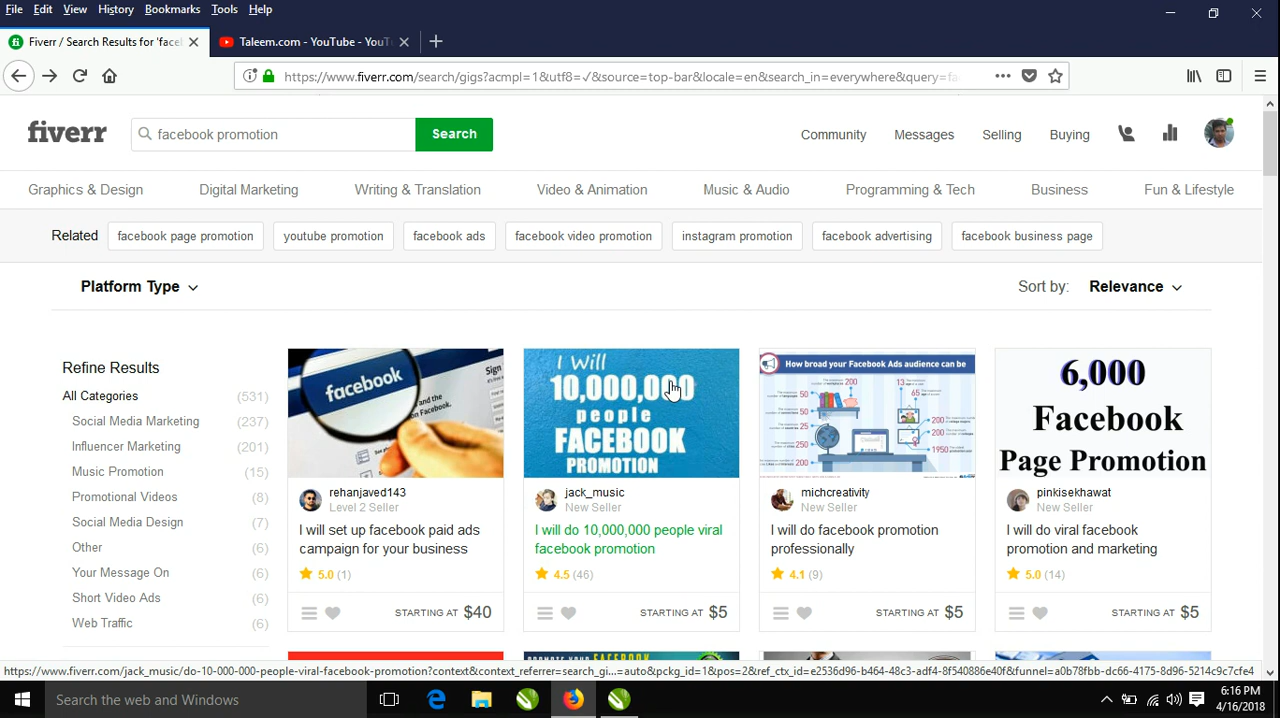 File Edit View History Bookmarks Tools Help
Fiverr / Search Results for 'facel
Taleem.com - YouTube - YouT
https://www.fiverr.com/search/gigs?acmpl=1&utf8=✓&source=top-bar&locale=en&search_in=everywhere&query=fa
fiverr
facebook promotion
Search
Community Messages Selling Buying
Graphics & Design Digital Marketing Writing & Translation Video & Animation Music & Audio Programming & Tech Business Fun & Lifestyle
Related facebook page promotion youtube promotion facebook ads facebook video promotion instagram promotion facebook advertising facebook business page
Platform Type
Sort by: Relevance
Refine Results
All Categories (531)
Social Media Marketing (237)
Influencer Marketing
Music Promotion (15)
Promotional Videos (8)
Social Media Design (7)
Other (6)
Your Message On (6)
Short Video Ads (6)
Web Traffic (6)
facebook
Sign
rehanjaved143
Level 2 Seller
I will set up facebook paid ads
campaign for your business
5.0 (1)
STARTING AT $40
I Will
10,000,000
people
FACEBOOK
PROMOTION
jack_music
New Seller
I will do 10,000,000 people viral
facebook promotion
4.5 (46)
STARTING AT $5
How broad your Facebook Ads audience can be
michcreativity
New Seller
I will do facebook promotion
professionally
4.1 (9)
STARTING AT $5
6,000
Facebook
Page Promotion
pinkisekhawat
New Seller
I will do viral facebook
promotion and marketing
5.0 (14)
STARTING AT $5
https://www.fiverr.com/jack_music/do-10-000-000-people-viral-facebook-promotion?context&context_referrer=search_gi...=auto&pckg_id=1&pos=2&ref_ctx_id=e2536d96-b464-48c3-adf4-8f540886e40f&funnel=a0b78fbb-dc66-4175-8d96-5214c9c7cfe4
Search the web and Windows
6:16 PM
4/16/2018